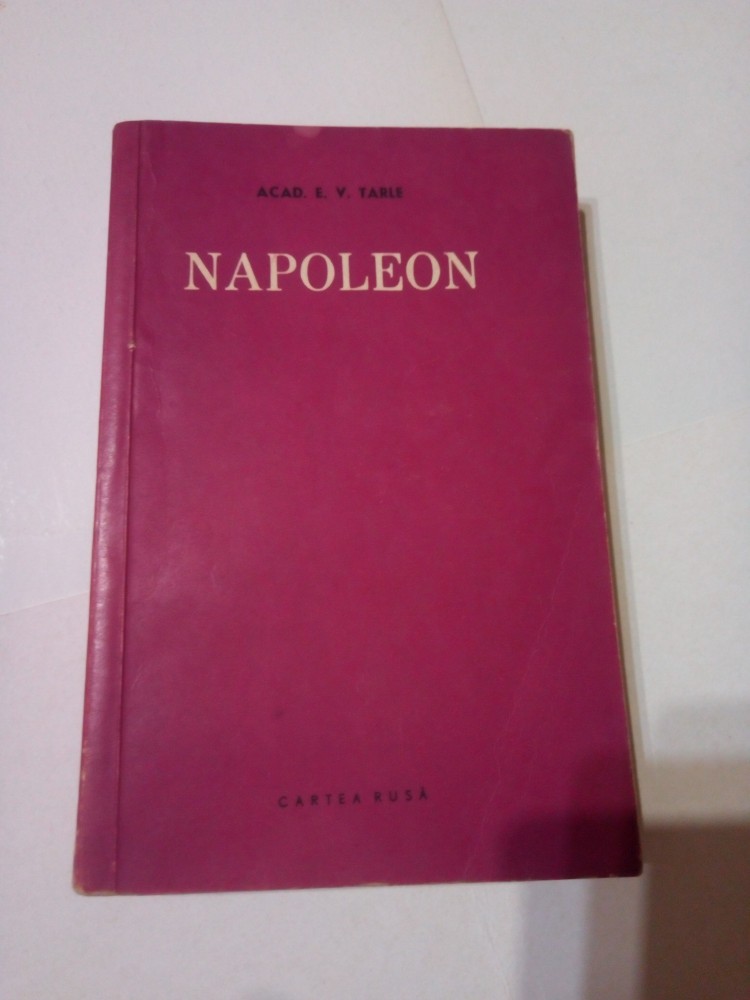 ACAD. E. V. TARLE
NAPOLEON
CARTEA RUSĂ